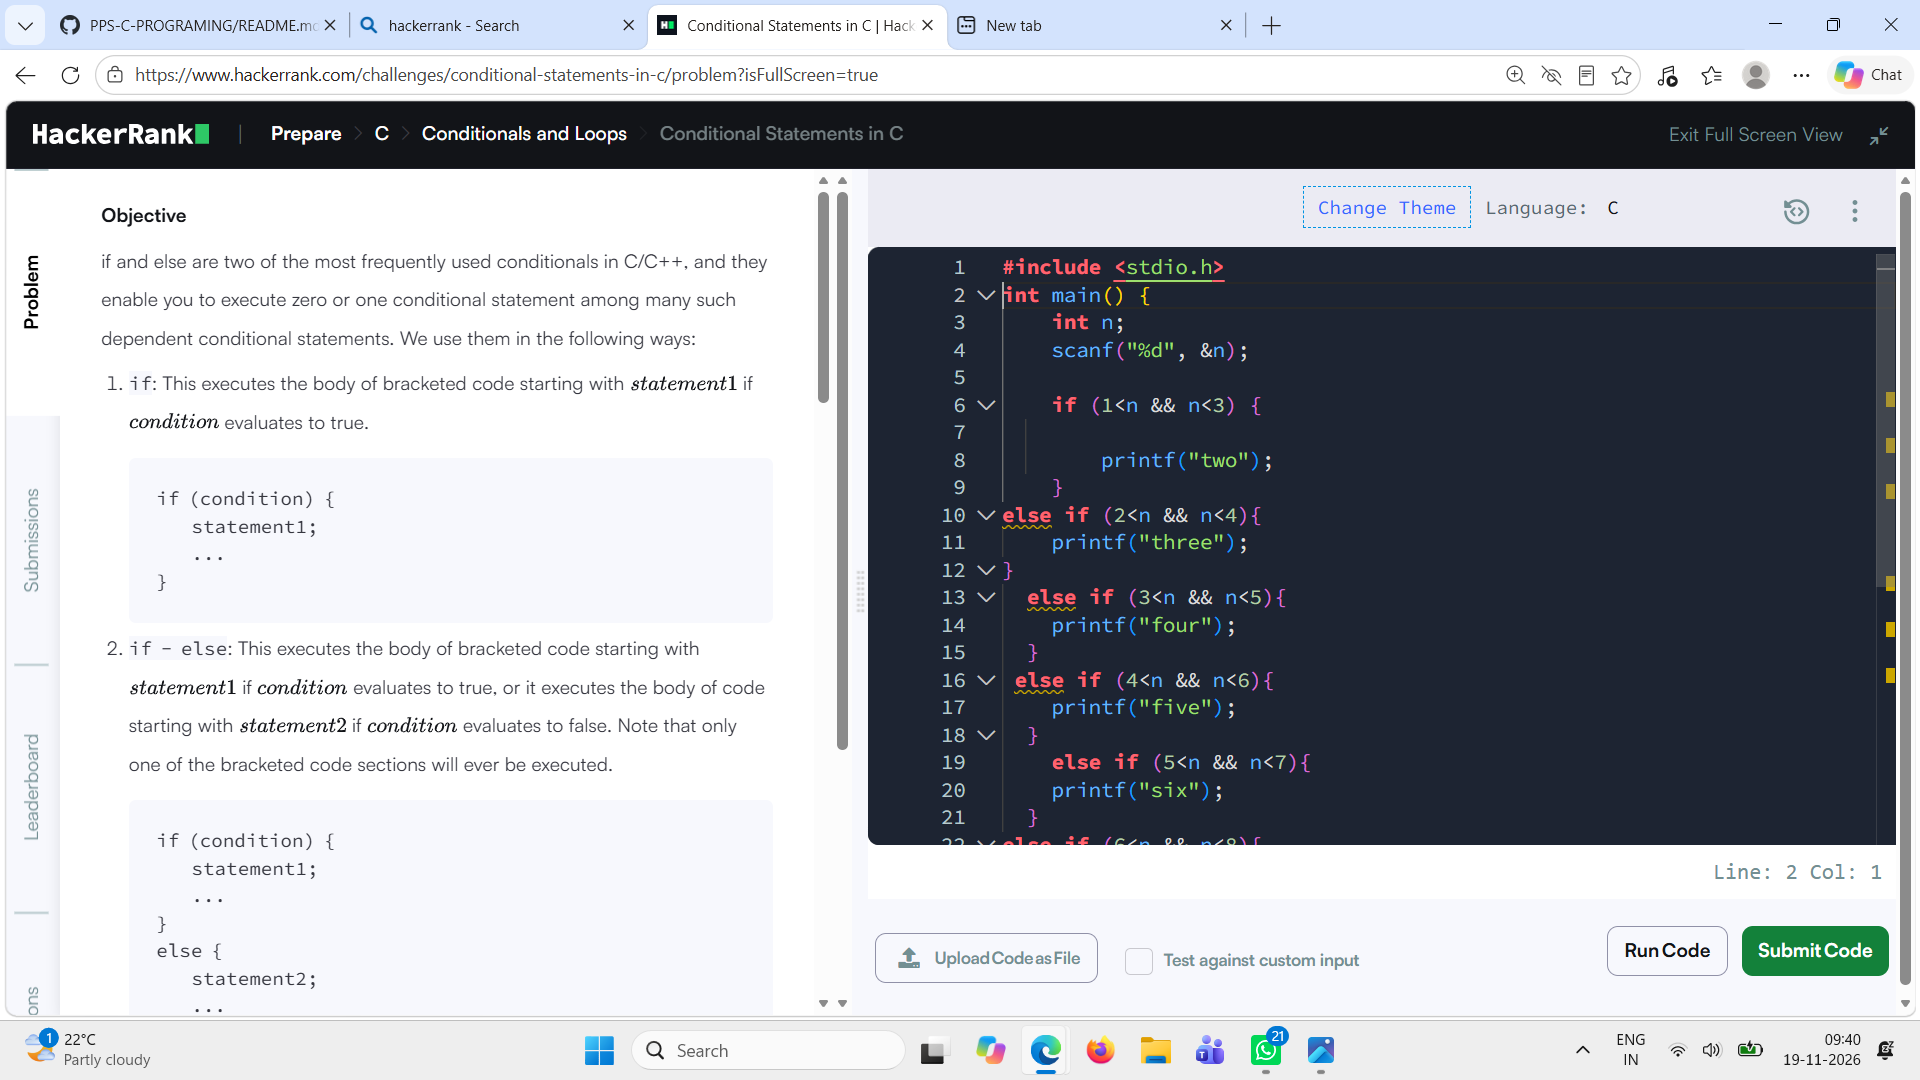 PPS-C-PROGRAMING/README.md
hackerrank - Search
Conditional Statements in C | Hack
New tab
https://www.hackerrank.com/challenges/conditional-statements-in-c/problem?isFullScreen=true
Chat
HackerRank
Prepare
C
Conditionals and Loops
Conditional Statements in C
Exit Full Screen View
Problem
Submissions
Leaderboard
ons
Objective
if and else are two of the most frequently used conditionals in C/C++, and they
enable you to execute zero or one conditional statement among many such
dependent conditional statements. We use them in the following ways:
1. if: This executes the body of bracketed code starting with statement1 if
condition evaluates to true.
if (condition) {
statement1;
...
}
2. if - else: This executes the body of bracketed code starting with
statement1 if condition evaluates to true, or it executes the body of code
starting with statement2 if condition evaluates to false. Note that only
one of the bracketed code sections will ever be executed.
if (condition) {
statement1;
...
}
else {
statement2;
...
Change Theme
Language: C
1 #include <stdio.h>
2 int main() {
3 int n;
4 scanf("%d", &n);
5
6 if (1<n && n<3) {
7
8 printf("two");
9 }
10 else if (2<n && n<4){
11 printf("three");
12 }
13 else if (3<n && n<5){
14 printf("four");
15 }
16 else if (4<n && n<6){
17 printf("five");
18 }
19 else if (5<n && n<7){
20 printf("six");
21 }
22 else if (6<n && n<8){
Line: 2 Col: 1
Upload Code as File
Test against custom input
Run Code
Submit Code
1
22°C
Partly cloudy
Search
21
ENG
IN
09:40
19-11-2026